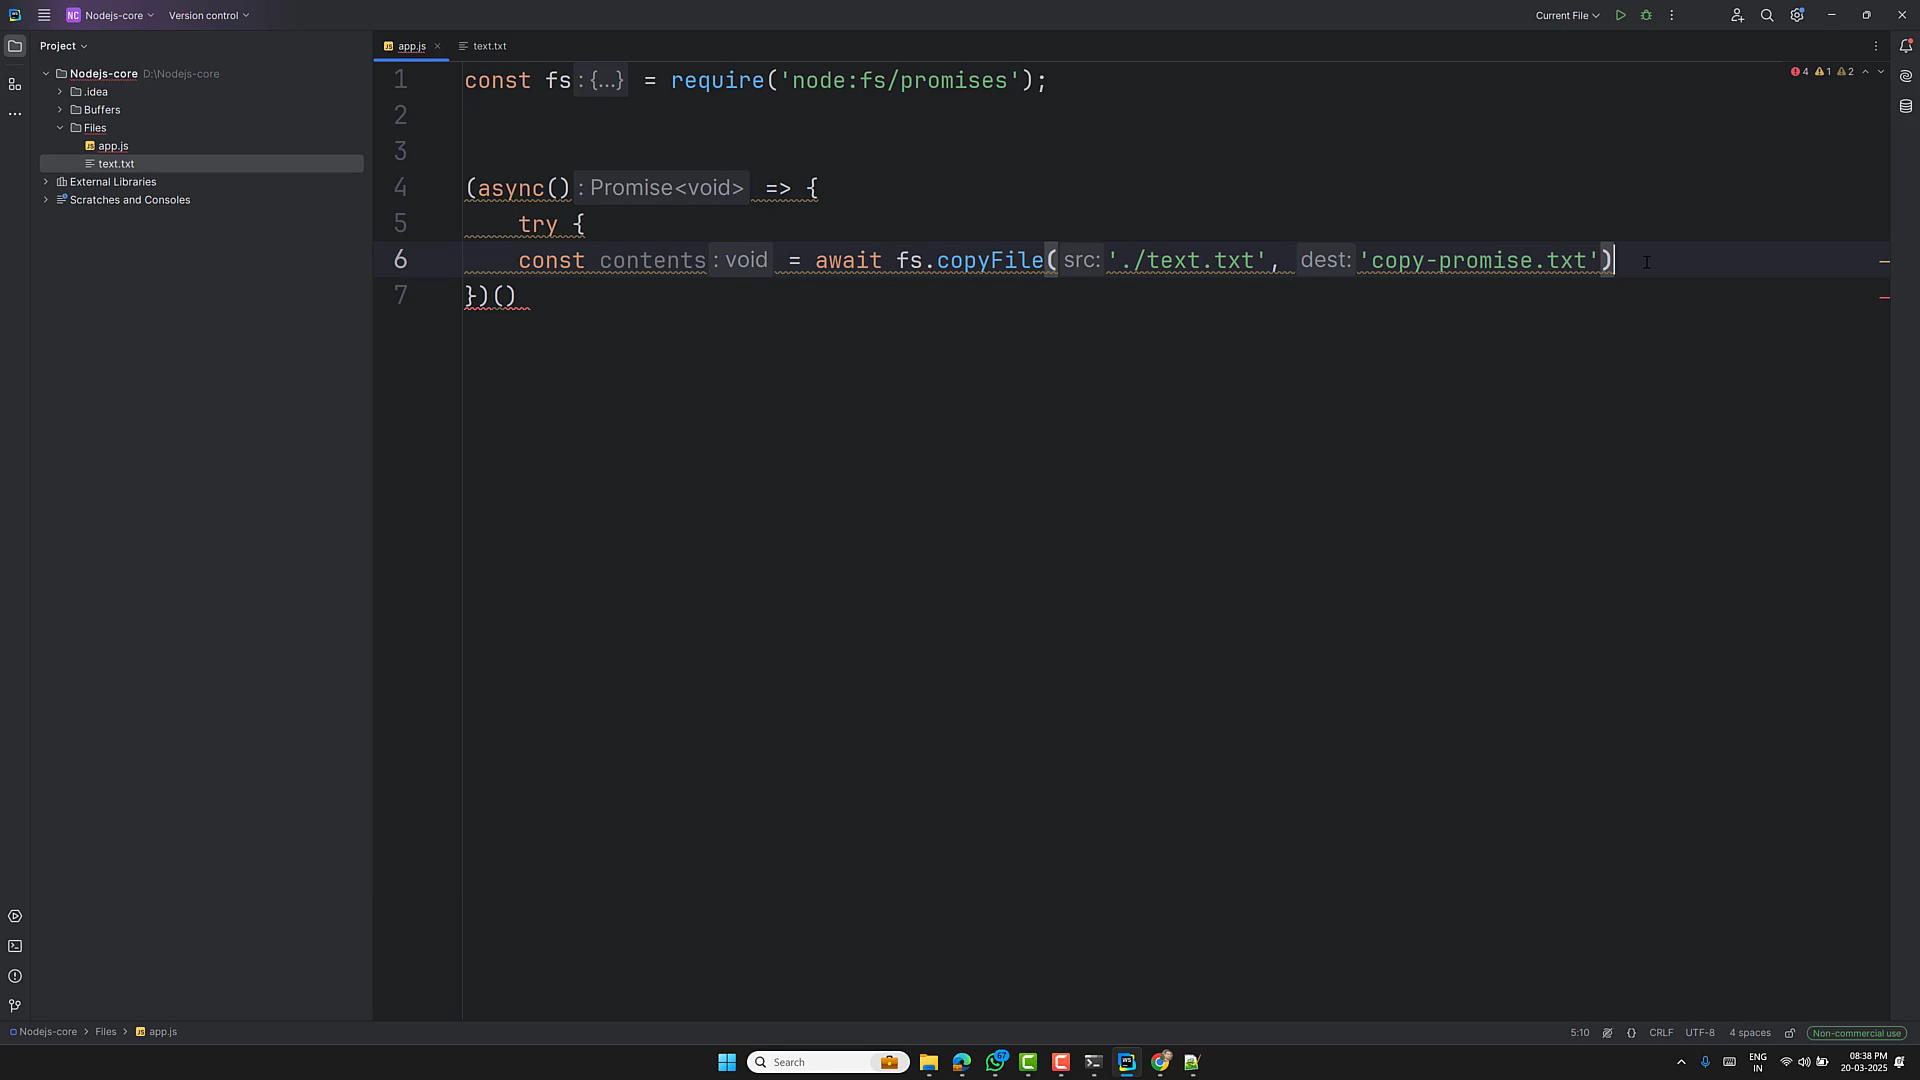 NC Nodejs-core
Version control
Current File
Project
app.js
text.txt
Nodejs-core D:\Nodejs-core
.idea
Buffers
Files
app.js
text.txt
External Libraries
Scratches and Consoles
4 1 2
1 const fs : {...} = require('node:fs/promises');
2
3
4 (async() : Promise<void> => {
5 try {
6 const contents : void = await fs.copyFile( src: './text.txt', dest: 'copy-promise.txt')
7 })()
Nodejs-core > Files > app.js
5:10 CRLF UTF-8 4 spaces Non-commercial use
Search
67
WS
ENG
IN
08:38 PM
20-03-2025